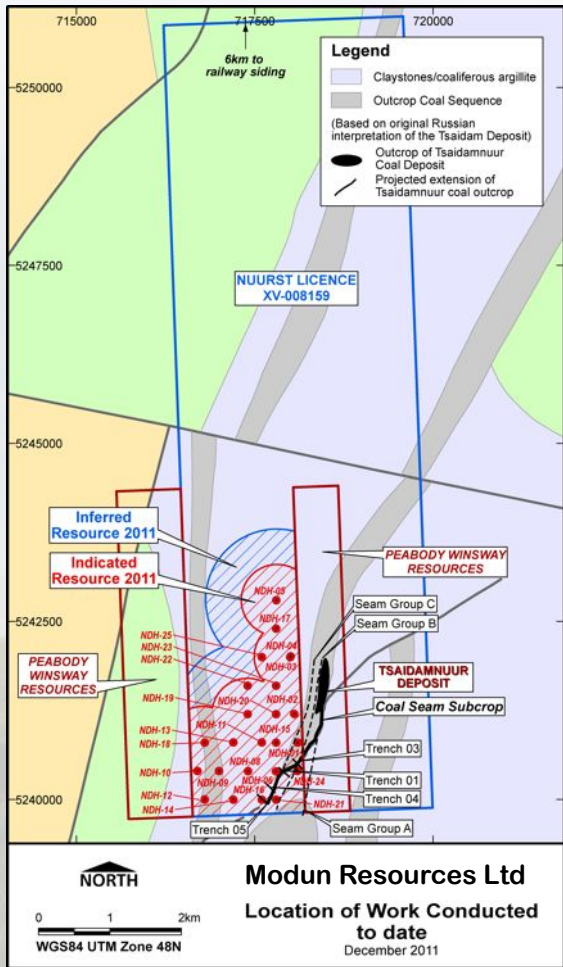 715000
717500
720000
6km to
railway siding
Legend
Claystones/coaliferous argillite
Outcrop Coal Sequence
(Based on original Russian
interpretation of the Tsaidam Deposit)
Outcrop of Tsaidamnuur
Coal Deposit
Projected extension of
Tsaidamnuur coal outcrop
5250000
5247500
NUURST LICENCE
XV-008159
5245000
Inferred
Resource 2011
Indicated
Resource 2011
PEABODY WINSWAY
RESOURCES
NDH-05
5242500
NDH-17
Seam Group C
Seam Group B
NDH-25
NDH-23
NDH-22
NDH-04
NDH-03
PEABODY
WINSWAY
RESOURCES
TSAIDAMNUUR
DEPOSIT
NDH-19
NDH-20
NDH-02
Coal Seam Subcrop
NDH-11
NDH-13
NDH-15
NDH-18
NDH-01
Trench 03
NDH-08
NDH-10
NDH-09
NDH-06
NDH-24
Trench 01
NDH-12
NDH-16
Trench 04
5240000
NDH-14
NDH-21
Trench 05
Seam Group A
NORTH
Modun Resources Ltd
0 1 2km
WGS84 UTM Zone 48N
Location of Work Conducted
to date
December 2011